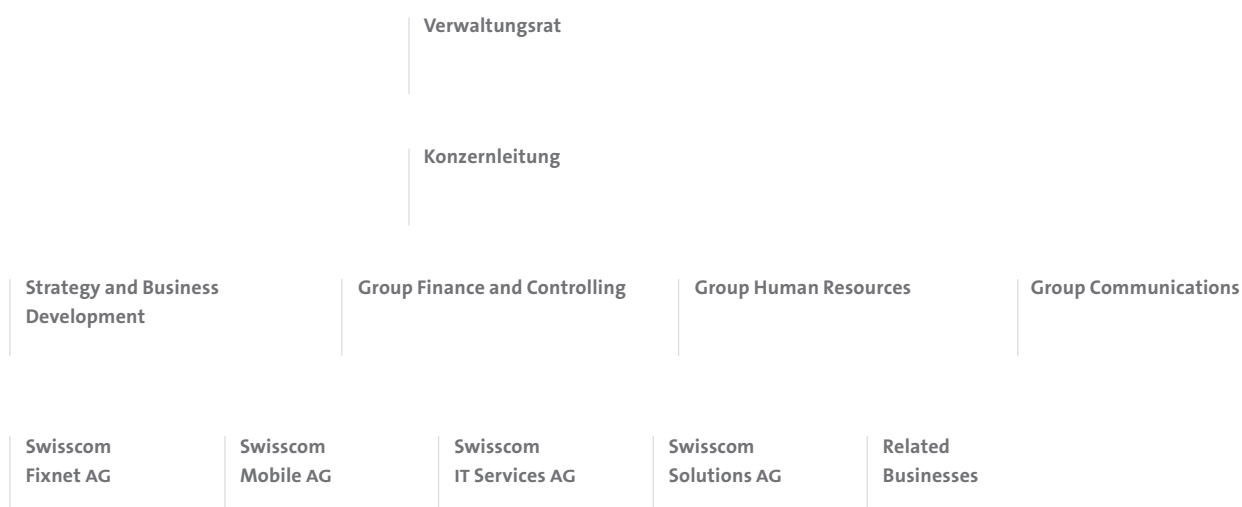 Verwaltungsrat
Konzernleitung
Strategy and Business
Development
Group Finance and Controlling
Group Human Resources
Group Communications
Swisscom
Fixnet AG
Swisscom
Mobile AG
Swisscom
IT Services AG
Swisscom
Solutions AG
Related
Businesses